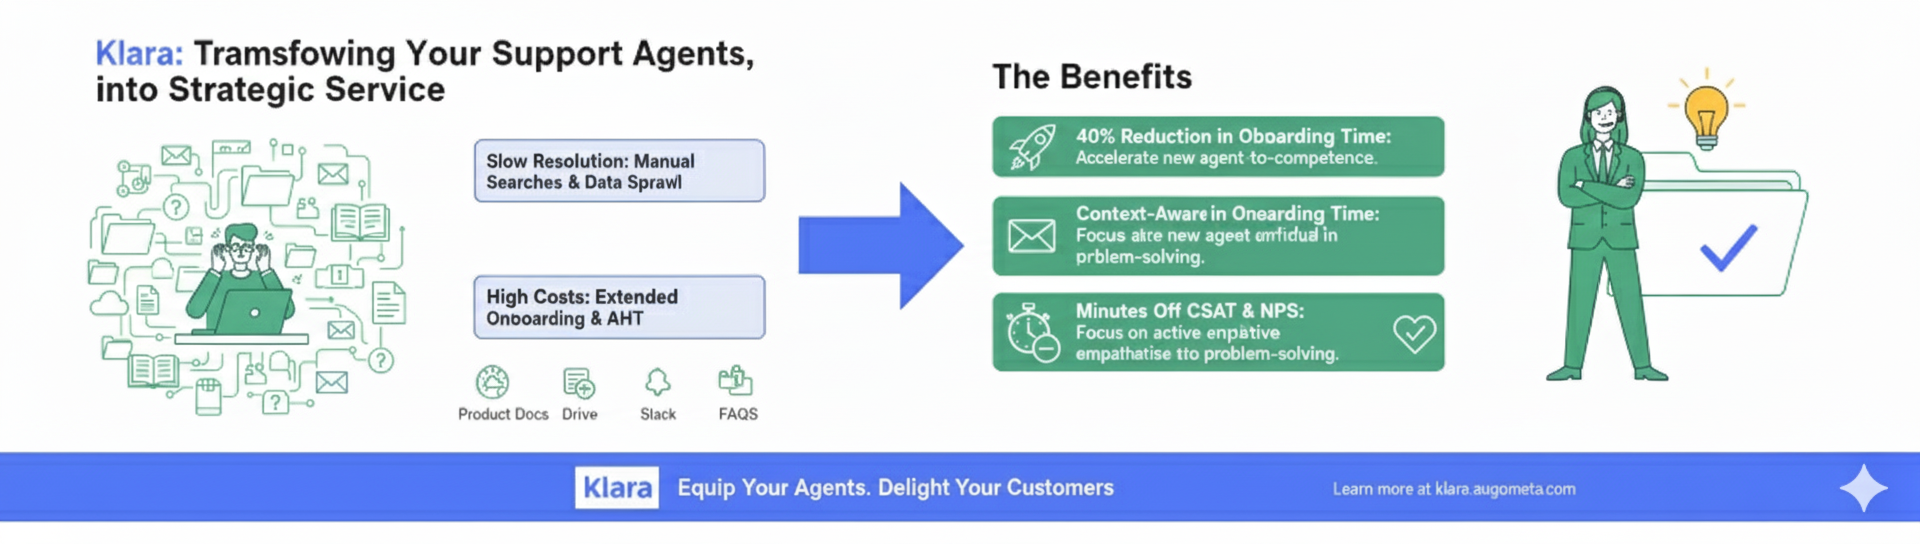 Klara: Tramsfowing Your Support Agents,
into Strategic Service
Slow Resolution: Manual
Searches & Data Sprawl
High Costs: Extended
Onboarding & AHT
Product Docs
Drive
Slack
FAQS
The Benefits
40% Reduction in Oboarding Time:
Accelerate new agent-to-competence.
Context-Aware in Onearding Time:
Focus alre new ageet omfidual in
prblem-solving.
Minutes Off CSAT & NPS:
Focus on active enpitive
empathatise tto problem-solving.
Klara
Equip Your Agents. Delight Your Customers
Learn more at klara.augometa.com